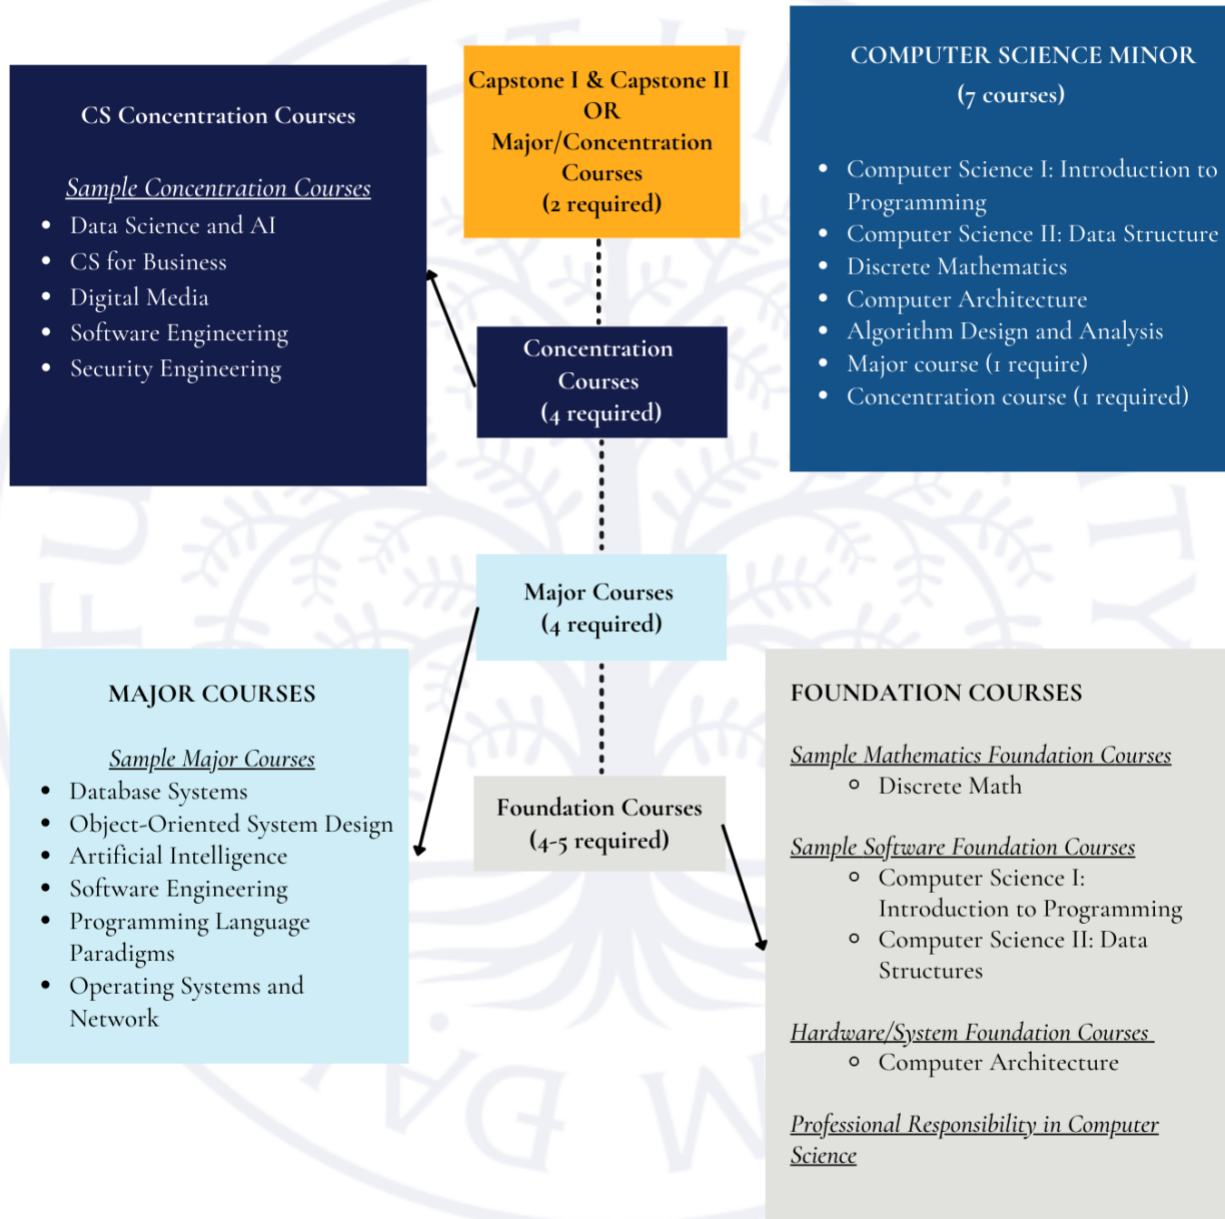 CS Concentration Courses
Sample Concentration Courses
Data Science and AI
CS for Business
Digital Media
Software Engineering
Security Engineering
Capstone I & Capstone II
OR
Major/Concentration
Courses
(2 required)
COMPUTER SCIENCE MINOR
(7 courses)
Computer Science I: Introduction to
Programming
Computer Science II: Data Structure
Discrete Mathematics
Computer Architecture
Algorithm Design and Analysis
Major course (1 require)
Concentration course (1 required)
Concentration
Courses
(4 required)
Major Courses
(4 required)
MAJOR COURSES
Sample Major Courses
Database Systems
Object-Oriented System Design
Artificial Intelligence
Software Engineering
Programming Language
Paradigms
Operating Systems and
Network
Foundation Courses
(4-5 required)
FOUNDATION COURSES
Sample Mathematics Foundation Courses
Discrete Math
Sample Software Foundation Courses
Computer Science I:
Introduction to Programming
Computer Science II: Data
Structures
Hardware/System Foundation Courses
Computer Architecture
Professional Responsibility in Computer
Science